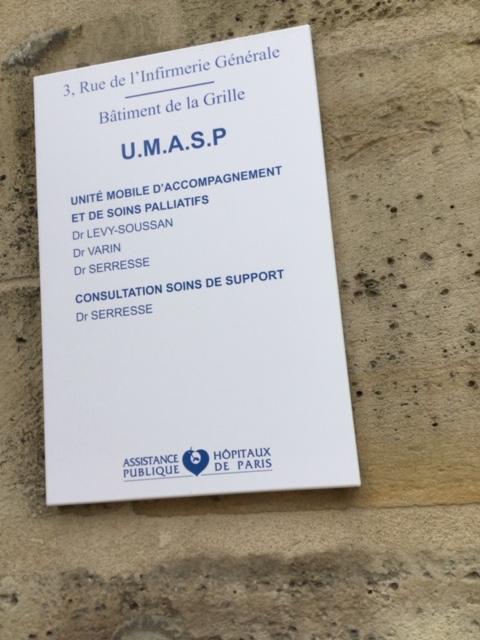 3, Rue de l'Infirmerie Générale
Bâtiment de la Grille
U.M.A.S.P
UNITÉ MOBILE D'ACCOMPAGNEMENT
ET DE SOINS PALLIATIFS
Dr LEVY-SOUSSAN
Dr VARIN
Dr SERRESSE
CONSULTATION SOINS DE SUPPORT
Dr SERRESSE
ASSISTANCE HÔPITAUX
PUBLIQUE DE PARIS